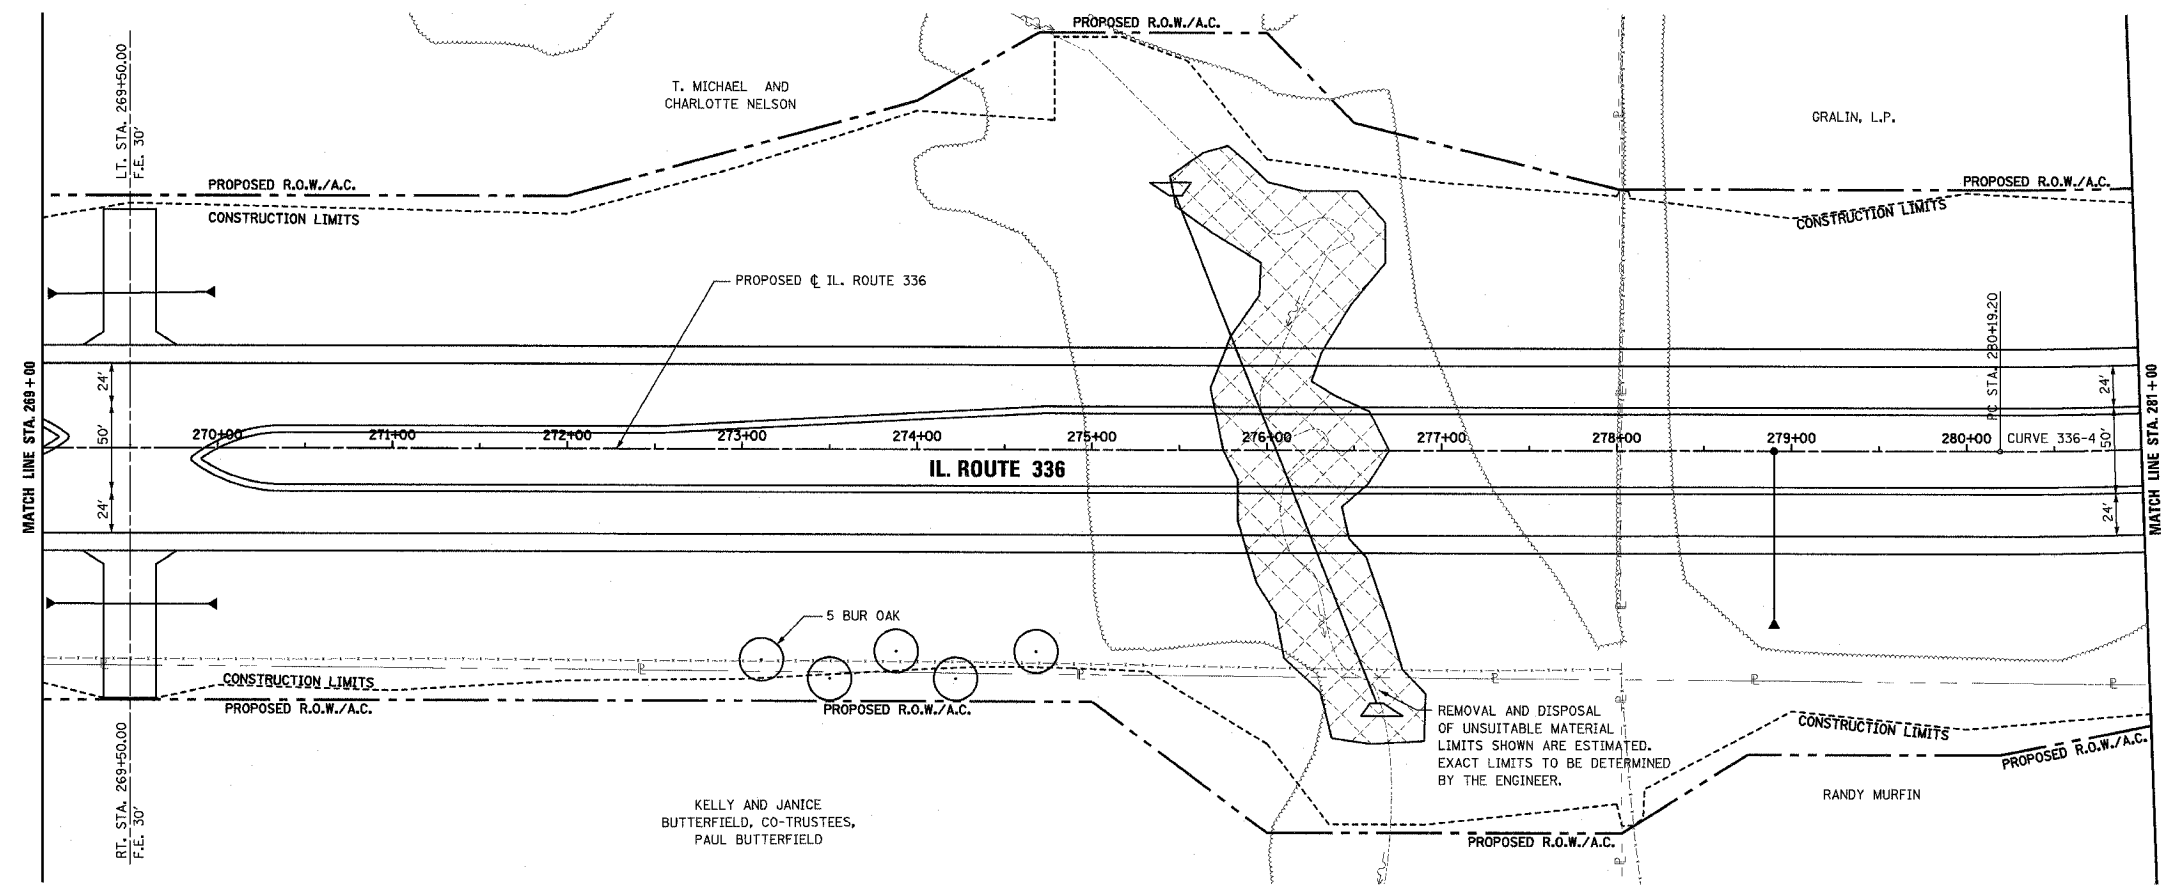 PROPOSED R.O.W./A.C.
LT. STA. 269+50.00
F.E. 30'
T. MICHAEL AND
CHARLOTTE NELSON
GRALIN, L.P.
PROPOSED R.O.W./A.C.
CONSTRUCTION LIMITS
PROPOSED R.O.W./A.C.
CONSTRUCTION LIMITS
PROPOSED ℄ IL. ROUTE 336
PC STA. 280+19.20
MATCH LINE STA. 269+00
24'
50'
24'
270+00
271+00
272+00
273+00
274+00
275+00
276+00
277+00
278+00
279+00
280+00
CURVE 336-4
IL. ROUTE 336
24'
50'
24'
MATCH LINE STA. 281+00
5 BUR OAK
CONSTRUCTION LIMITS
PROPOSED R.O.W./A.C.
PROPOSED R.O.W./A.C.
REMOVAL AND DISPOSAL
OF UNSUITABLE MATERIAL
LIMITS SHOWN ARE ESTIMATED.
EXACT LIMITS TO BE DETERMINED
BY THE ENGINEER.
CONSTRUCTION LIMITS
PROPOSED R.O.W./A.C.
RT. STA. 269+50.00
F.E. 30'
KELLY AND JANICE
BUTTERFIELD, CO-TRUSTEES,
PAUL BUTTERFIELD
RANDY MURFIN
PROPOSED R.O.W./A.C.